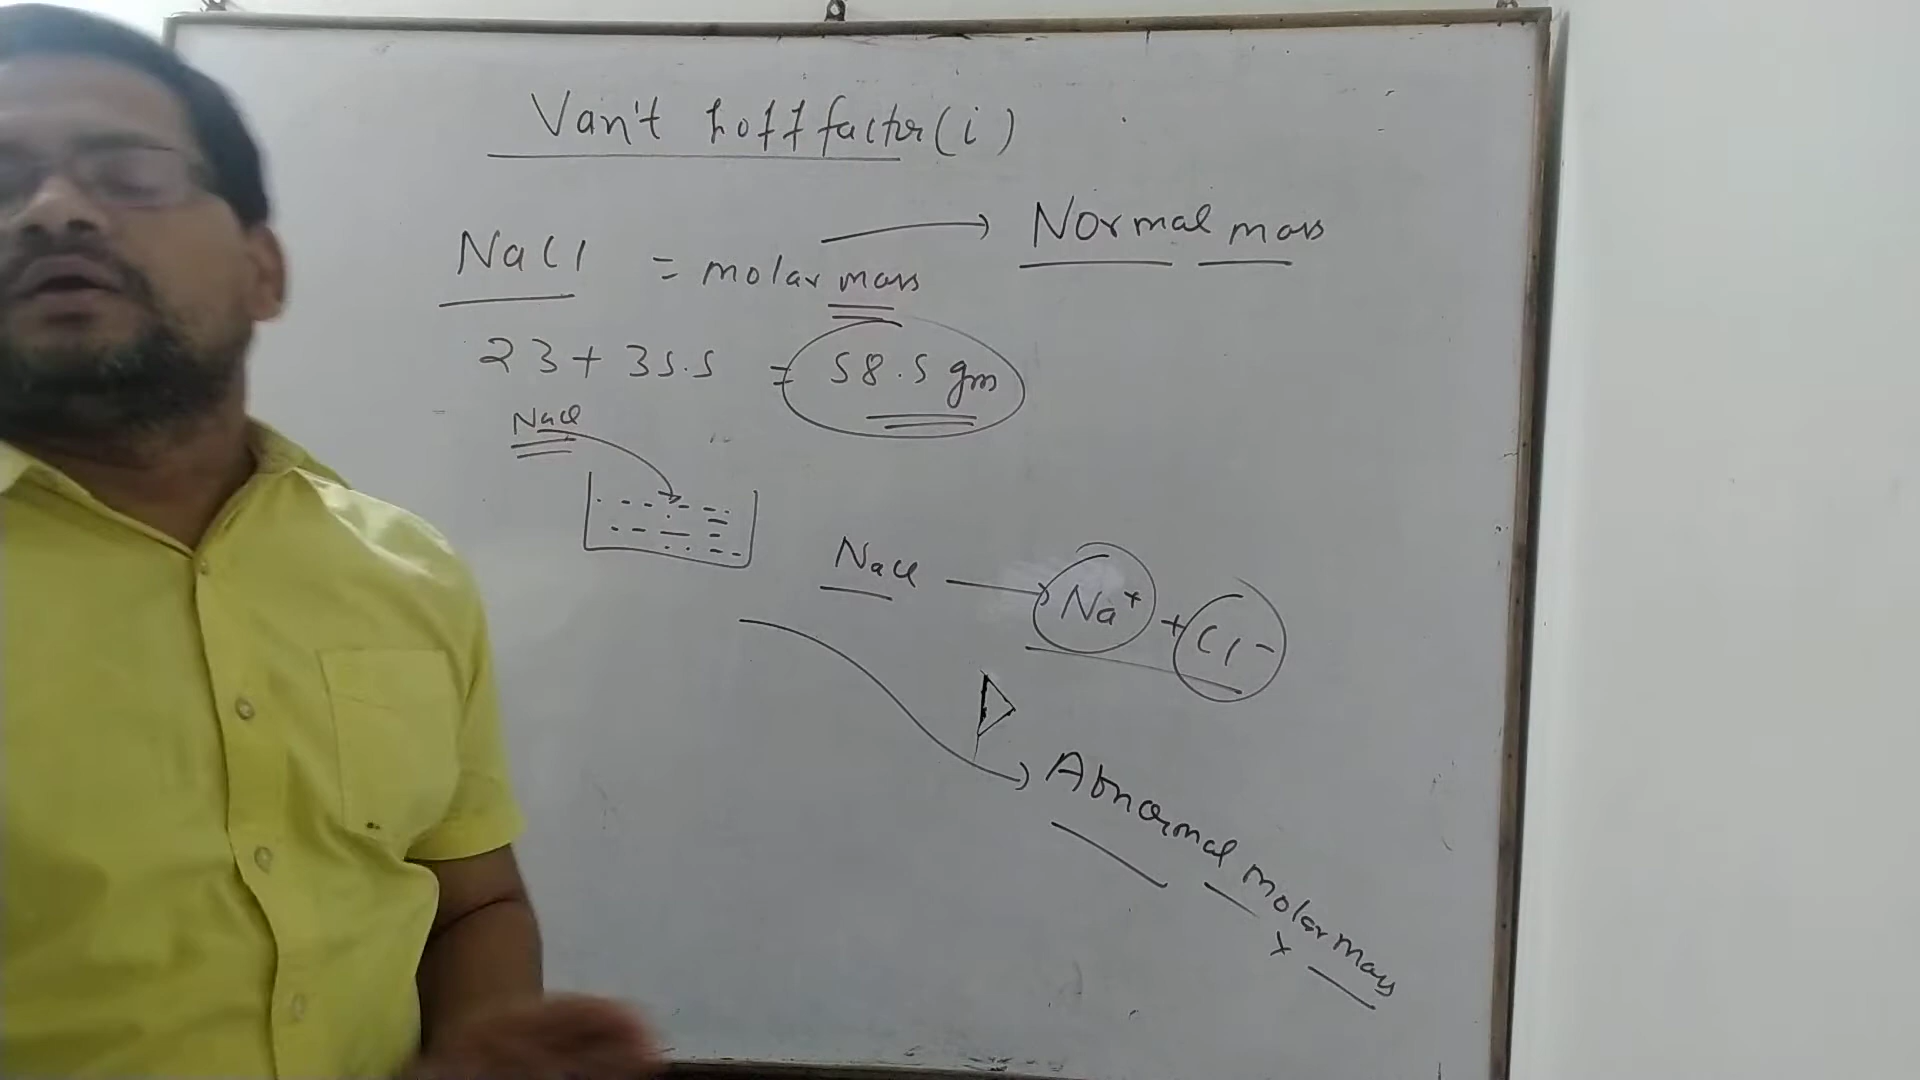 Van't hoff factor (i)
NaCl = molar mass → Normal mass
23 + 35.5 = 58.5 gm
NaCl
NaCl → Na⁺ + Cl⁻
Abnormal molar mass